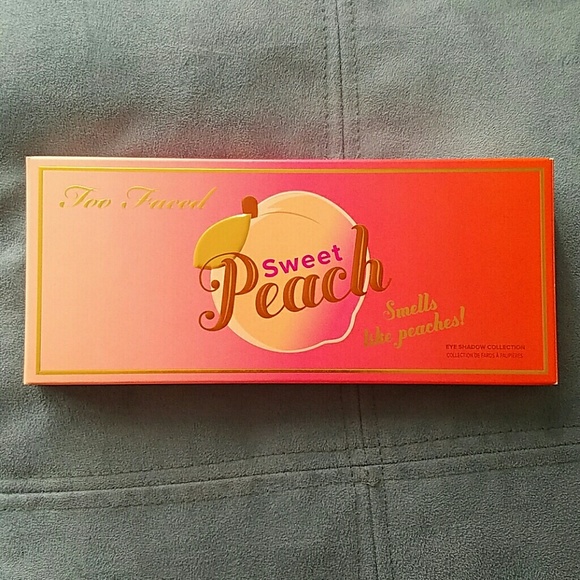 Too Faced
Sweet
Peach
Smells
like peaches!
EYE SHADOW COLLECTION
COLLECTION DE FARDS À PAUPIÈRES